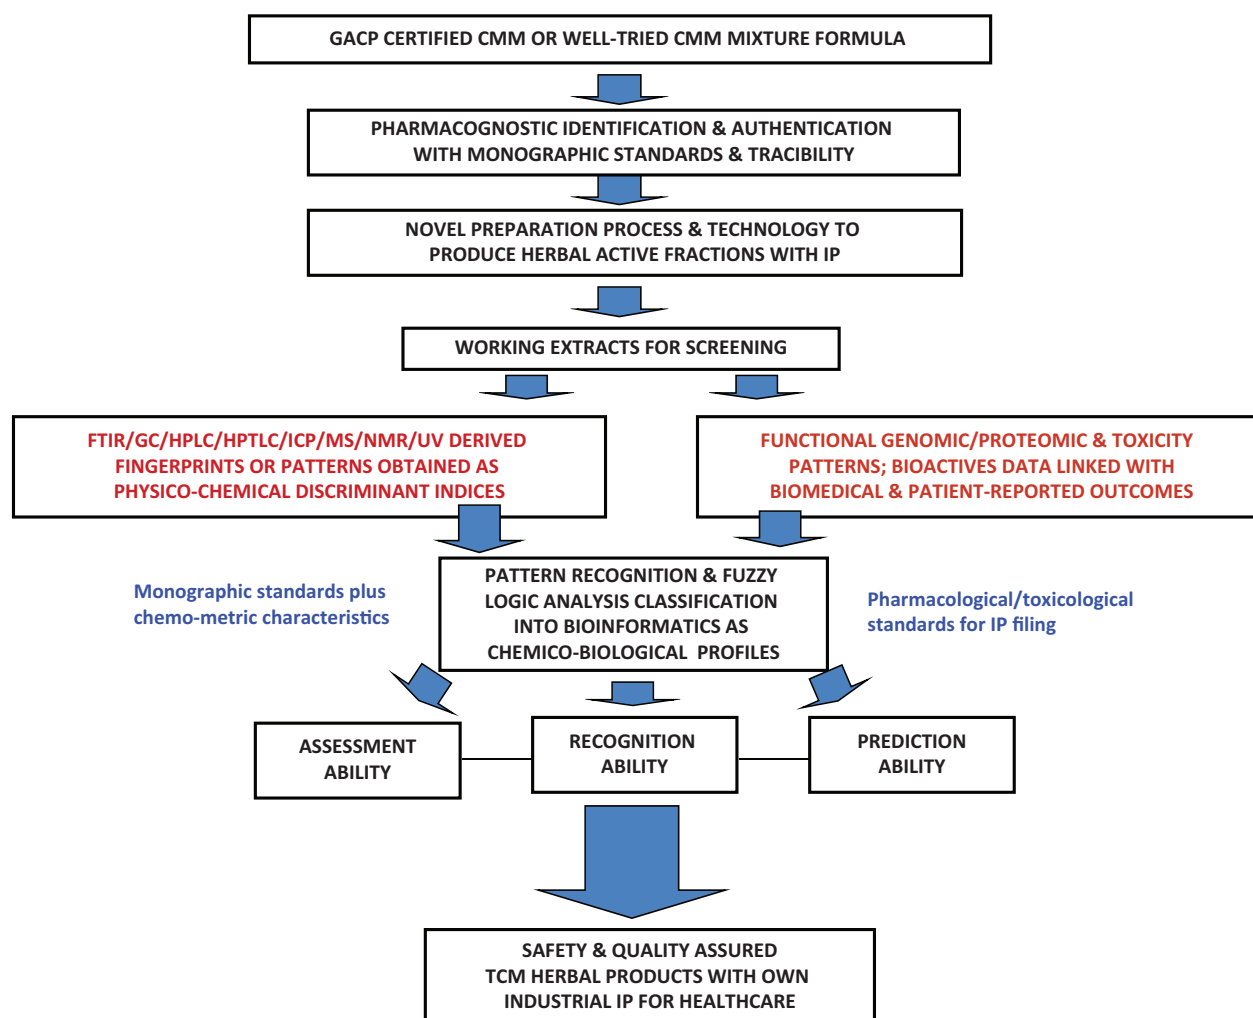 GACP CERTIFIED CMM OR WELL-TRIED CMM MIXTURE FORMULA
PHARMACOGNOSTIC IDENTIFICATION & AUTHENTICATION
WITH MONOGRAPHIC STANDARDS & TRACIBILITY
NOVEL PREPARATION PROCESS & TECHNOLOGY TO
PRODUCE HERBAL ACTIVE FRACTIONS WITH IP
WORKING EXTRACTS FOR SCREENING
FTIR/GC/HPLC/HPTLC/ICP/MS/NMR/UV DERIVED
FINGERPRINTS OR PATTERNS OBTAINED AS
PHYSICO-CHEMICAL DISCRIMINANT INDICES
FUNCTIONAL GENOMIC/PROTEOMIC & TOXICITY
PATTERNS; BIOACTIVES DATA LINKED WITH
BIOMEDICAL & PATIENT-REPORTED OUTCOMES
Monographic standards plus
chemo-metric characteristics
PATTERN RECOGNITION & FUZZY
LOGIC ANALYSIS CLASSIFICATION
INTO BIOINFORMATICS AS
CHEMICO-BIOLOGICAL PROFILES
Pharmacological/toxicological
standards for IP filing
ASSESSMENT
ABILITY
RECOGNITION
ABILITY
PREDICTION
ABILITY
SAFETY & QUALITY ASSURED
TCM HERBAL PRODUCTS WITH OWN
INDUSTRIAL IP FOR HEALTHCARE